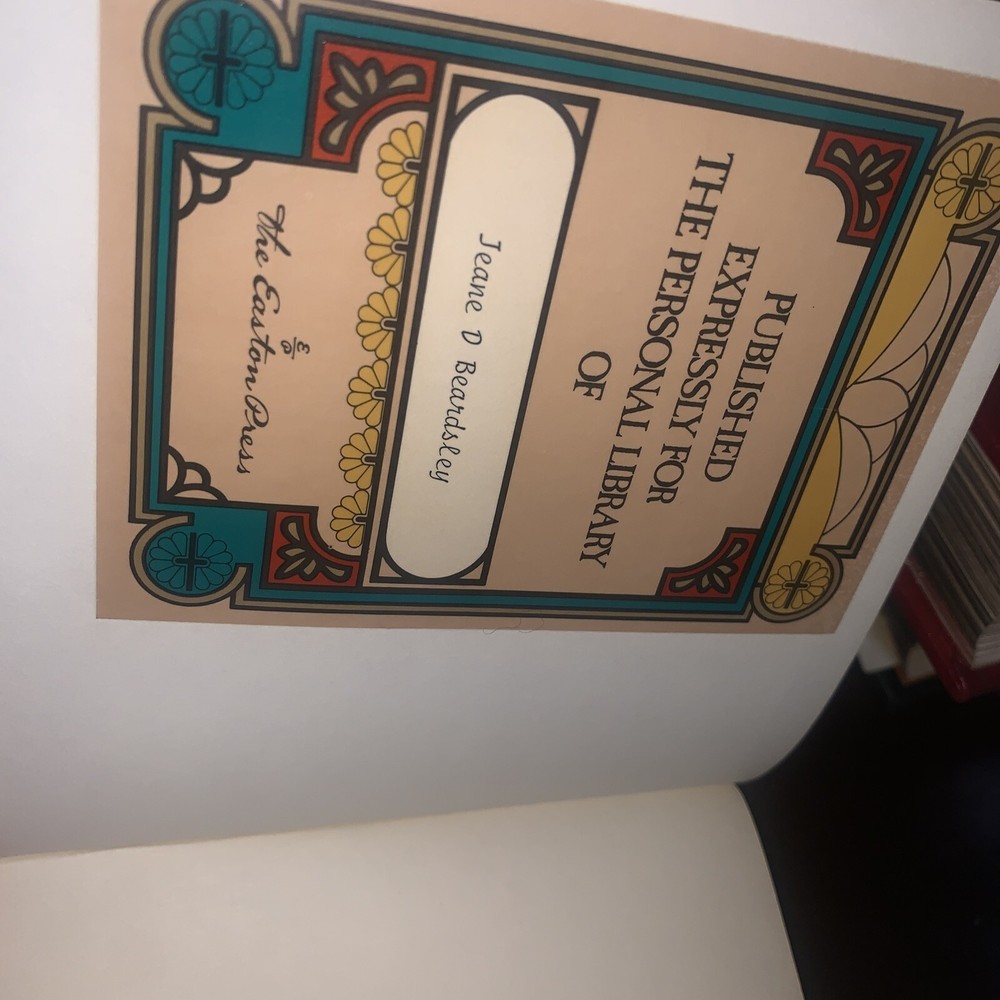 PUBLISHED
EXPRESSLY FOR
THE PERSONAL LIBRARY
OF
Jeane D Beardsley
The Easton Press